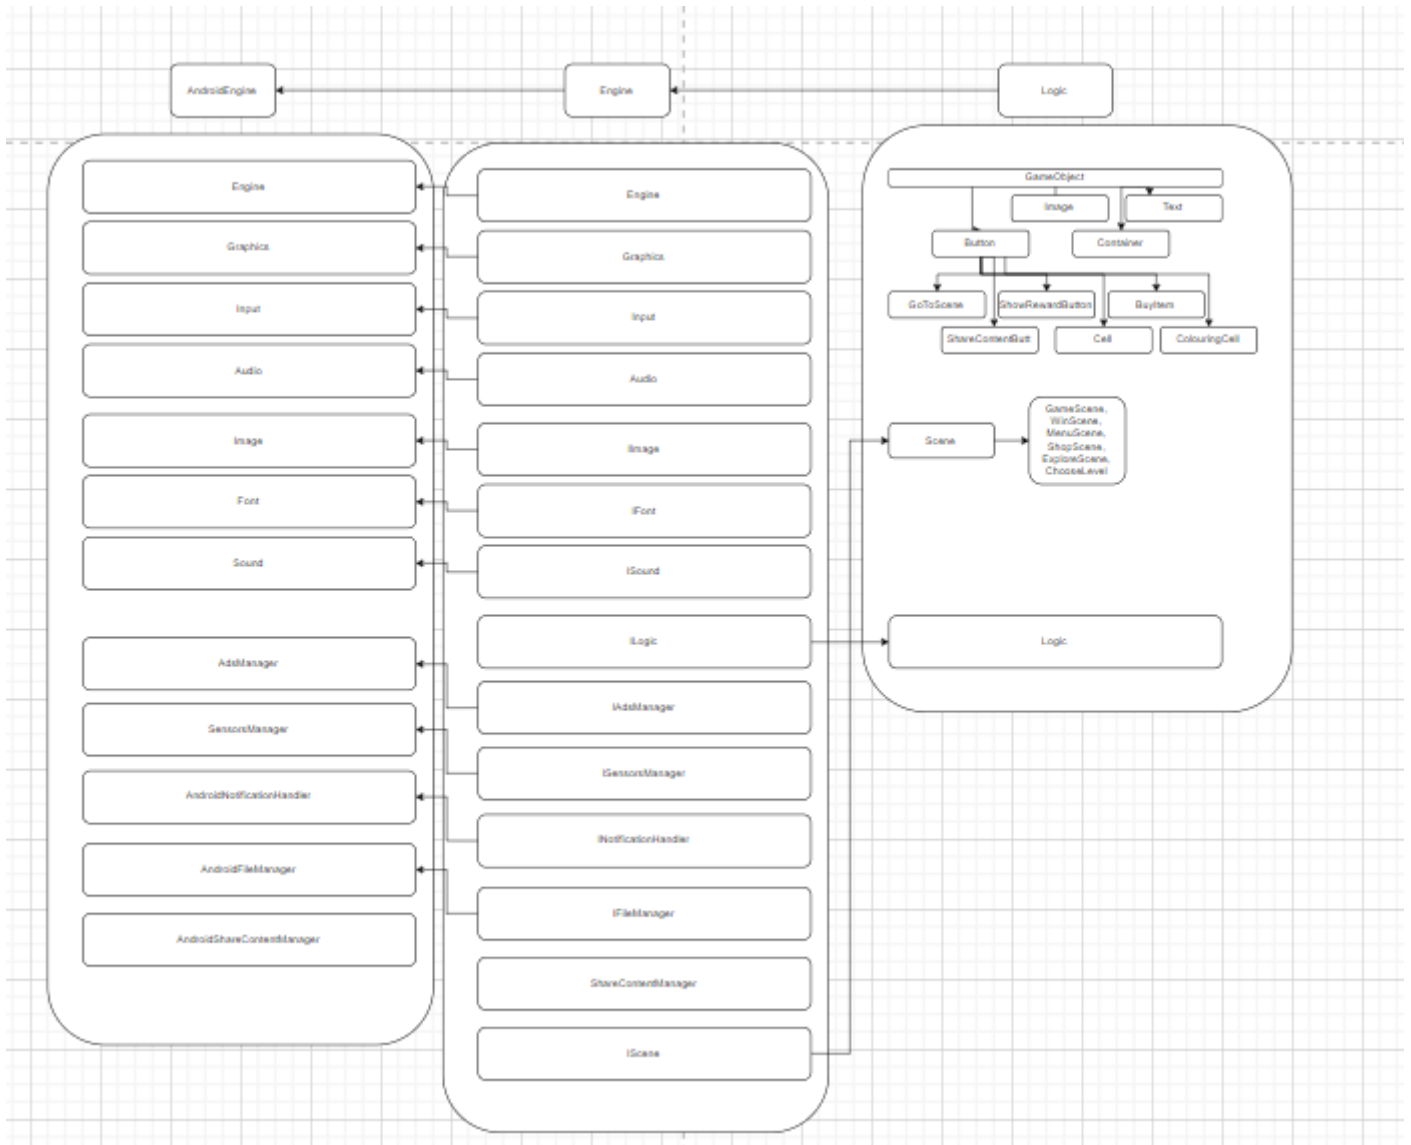 AndroidEngine
Engine
Logic
Engine
Graphics
Input
Audio
Image
Font
Sound
AdsManager
SensorsManager
AndroidNotificationHandler
AndroidFileManager
AndroidShareContentManager
Engine
Graphics
Input
Audio
IImage
IFont
ISound
ILogic
IAdsManager
ISensorsManager
INotificationHandler
IFileManager
ShareContentManager
IScene
GameObject
Image
Text
Button
Container
GoToScene
ShowRewardButton
BuyItem
ShareContentButt
Cell
ColouringCell
Scene
GameScene,
WinScene,
MenuScene,
ShopScene,
ExploreScene,
ChooseLevel
Logic